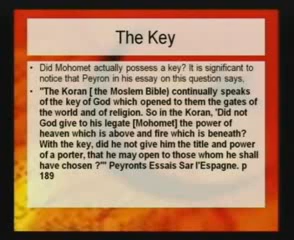 The Key
• Did Mohomet actually possess a key? It is significant to
notice that Peyron in his essay on this question says,
• "The Koran [ the Moslem Bible) continually speaks
of the key of God which opened to them the gates of
the world and of religion. So in the Koran, 'Did not
God give to his legate [Mohomet] the power of
heaven which is above and fire which is beneath?
With the key, did he not give him the title and power
of a porter, that he may open to those whom he shall
have chosen ?'" Peyronts Essais Sar l'Espagne. p
189